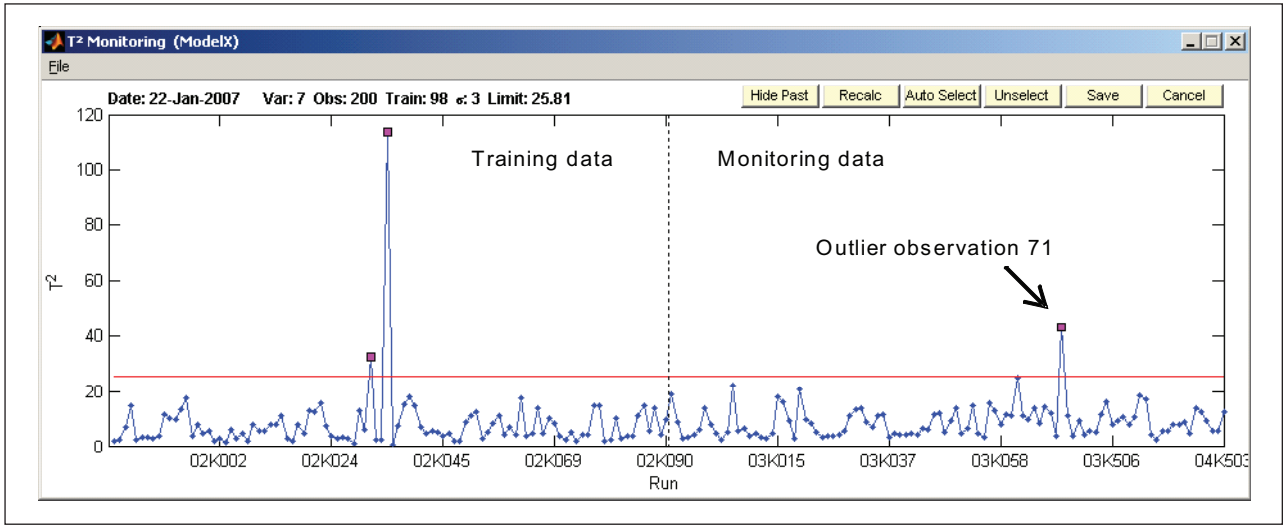 T² Monitoring (ModelX)
File
Date: 22-Jan-2007 Var: 7 Obs: 200 Train: 98 σ: 3 Limit: 25.81
Hide Past Recalc Auto Select Unselect Save Cancel
120
100
80
60
40
20
0
T²
Training data
Monitoring data
Outlier observation 71
02K002 02K024 02K045 02K069 02K090 03K015 03K037 03K058 03K506 04K503
Run